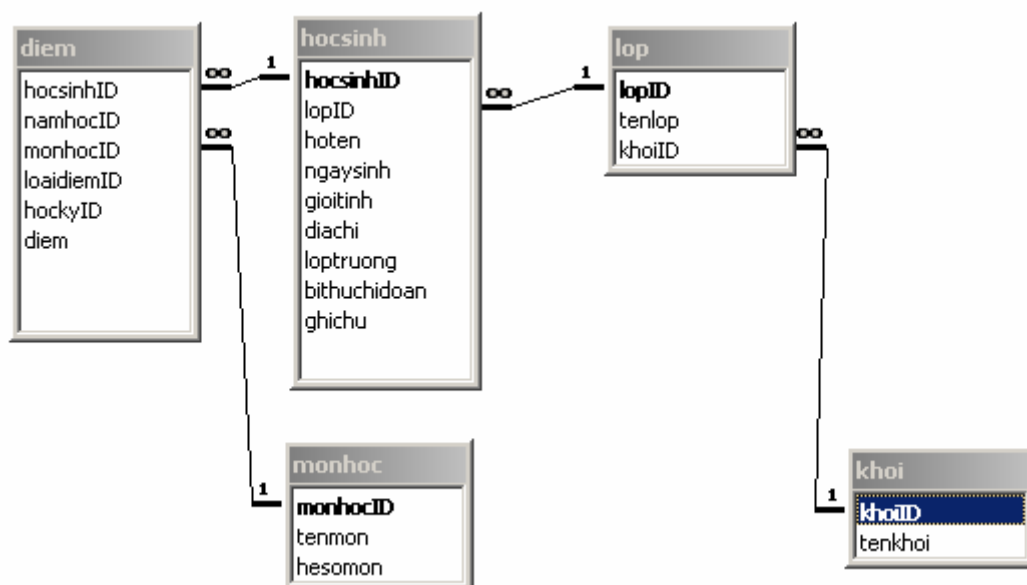 diem
hocsinhID
namhocID
monhocID
loaidiemID
hockyID
diem
∞
∞
1
hocsinh
hocsinhID
lopID
hoten
ngaysinh
gioitinh
diachi
loptruong
bithuchidoan
ghichu
∞
1
lop
lopID
tenlop
khoiID
∞
1
monhoc
monhocID
tenmon
hesomon
1
khoi
khoiID
tenkhoi